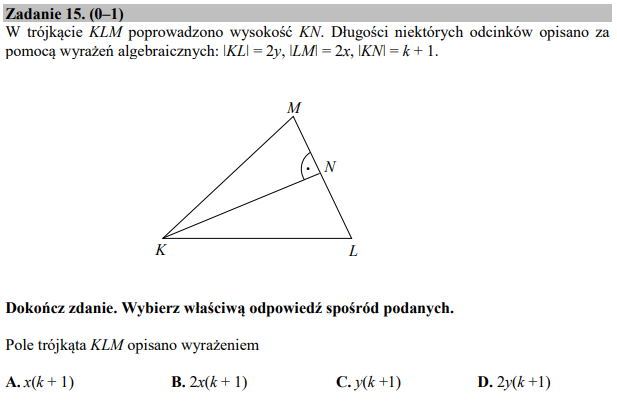 Zadanie 15. (0–1)
W trójkącie KLM poprowadzono wysokość KN. Długości niektórych odcinków opisano za
pomocą wyrażeń algebraicznych: |KL| = 2y, |LM| = 2x, |KN| = k + 1.
M
N
K
L
Dokończ zdanie. Wybierz właściwą odpowiedź spośród podanych.
Pole trójkąta KLM opisano wyrażeniem
A. x(k + 1) B. 2x(k + 1) C. y(k +1) D. 2y(k +1)